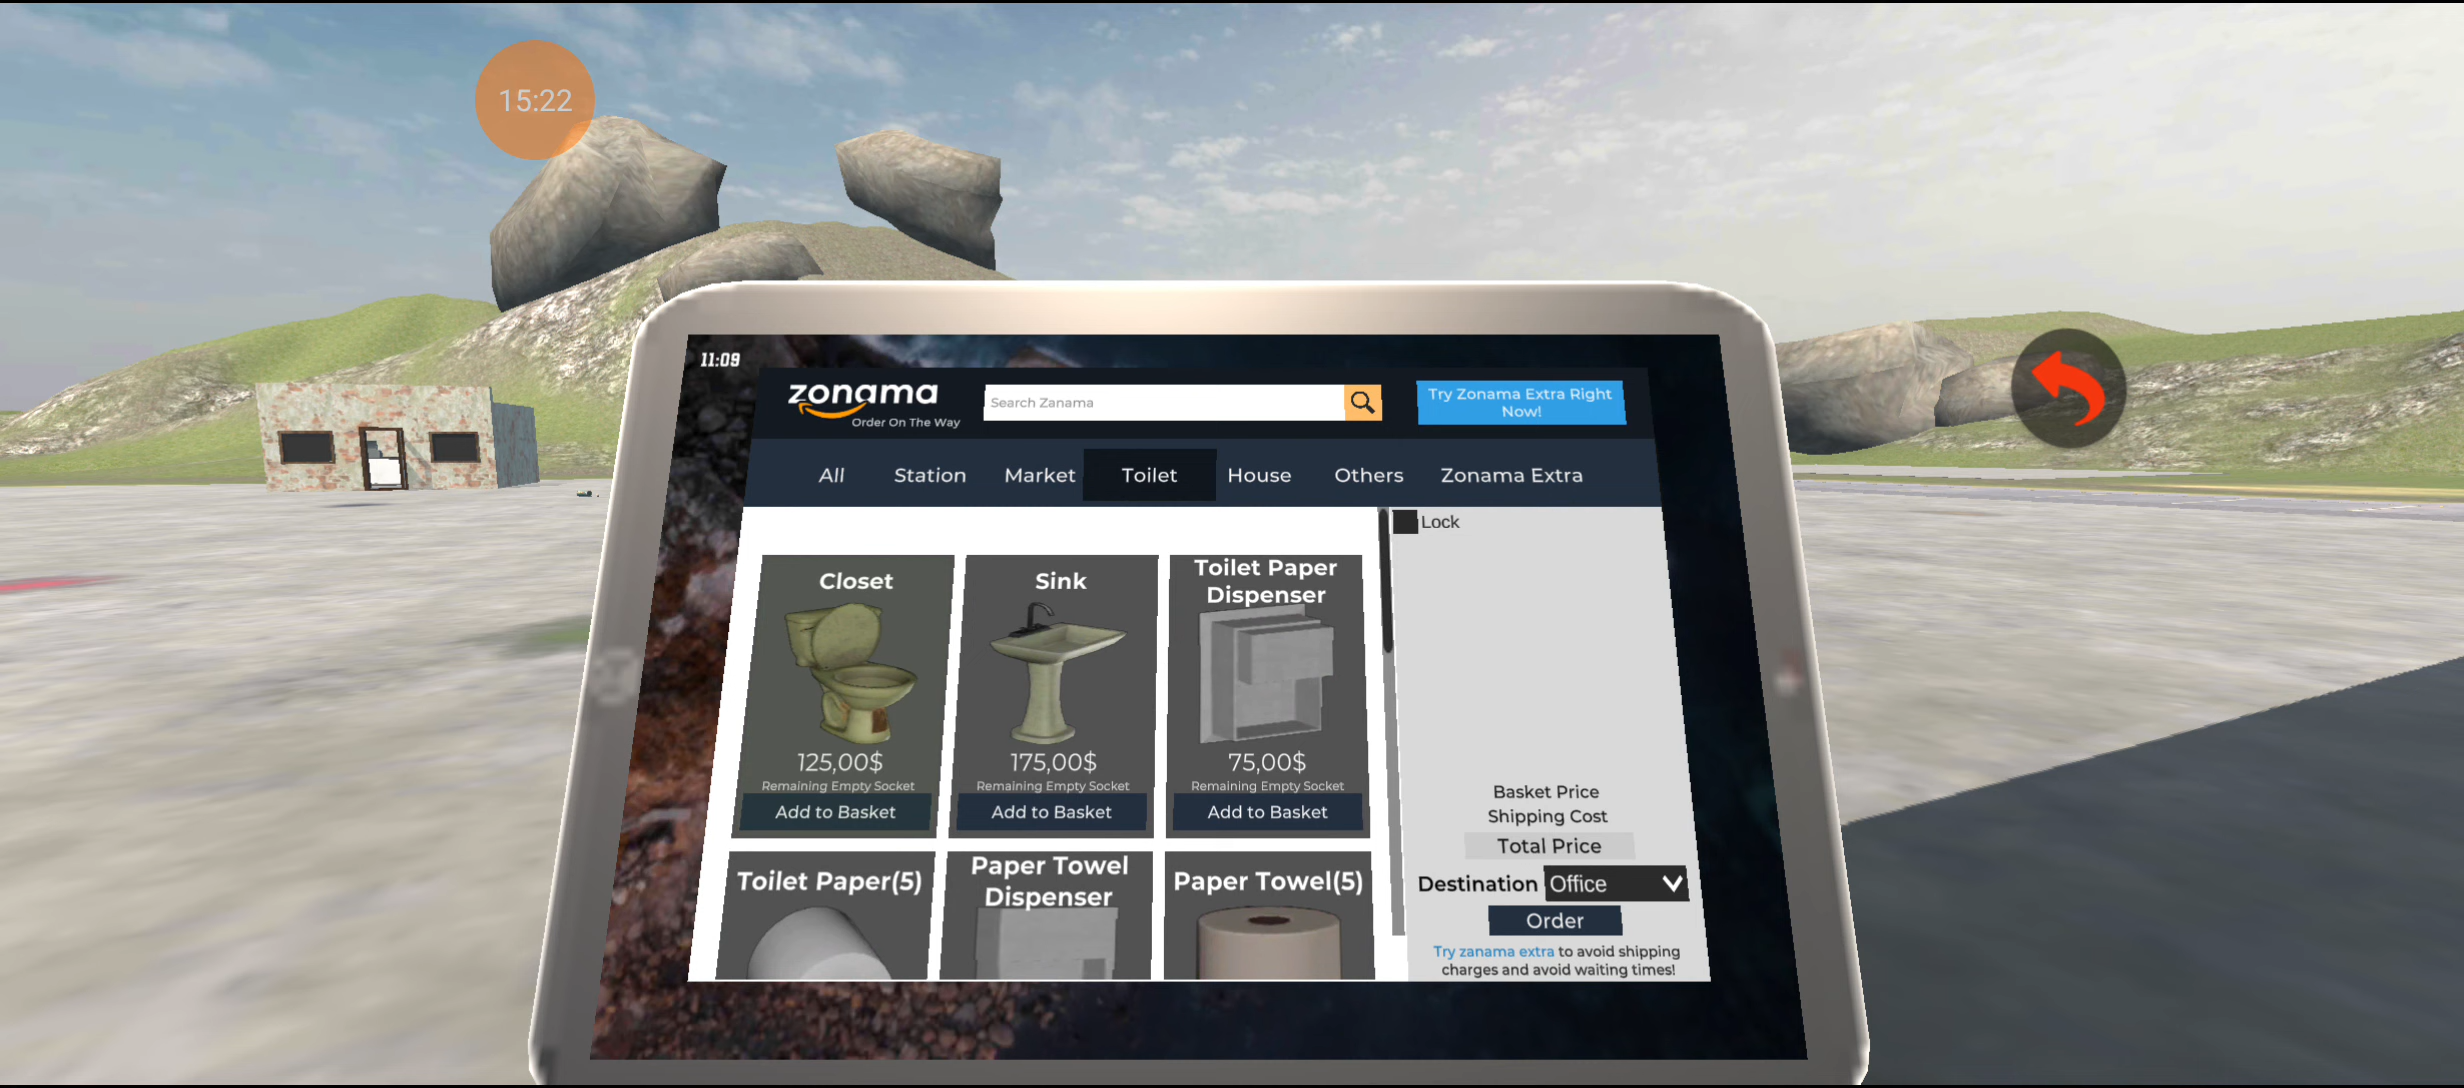 15:22
11:09
zonama
Order On The Way
Search Zanama
Try Zonama Extra Right
Now!
All
Station
Market
Toilet
House
Others
Zonama Extra
Lock
Closet
125,00$
Remaining Empty Socket
Add to Basket
Sink
175,00$
Remaining Empty Socket
Add to Basket
Toilet Paper
Dispenser
75,00$
Remaining Empty Socket
Add to Basket
Toilet Paper(5)
Paper Towel
Dispenser
Paper Towel(5)
Basket Price
Shipping Cost
Total Price
Destination
Office
Order
Try zanama extra to avoid shipping
charges and avoid waiting times!